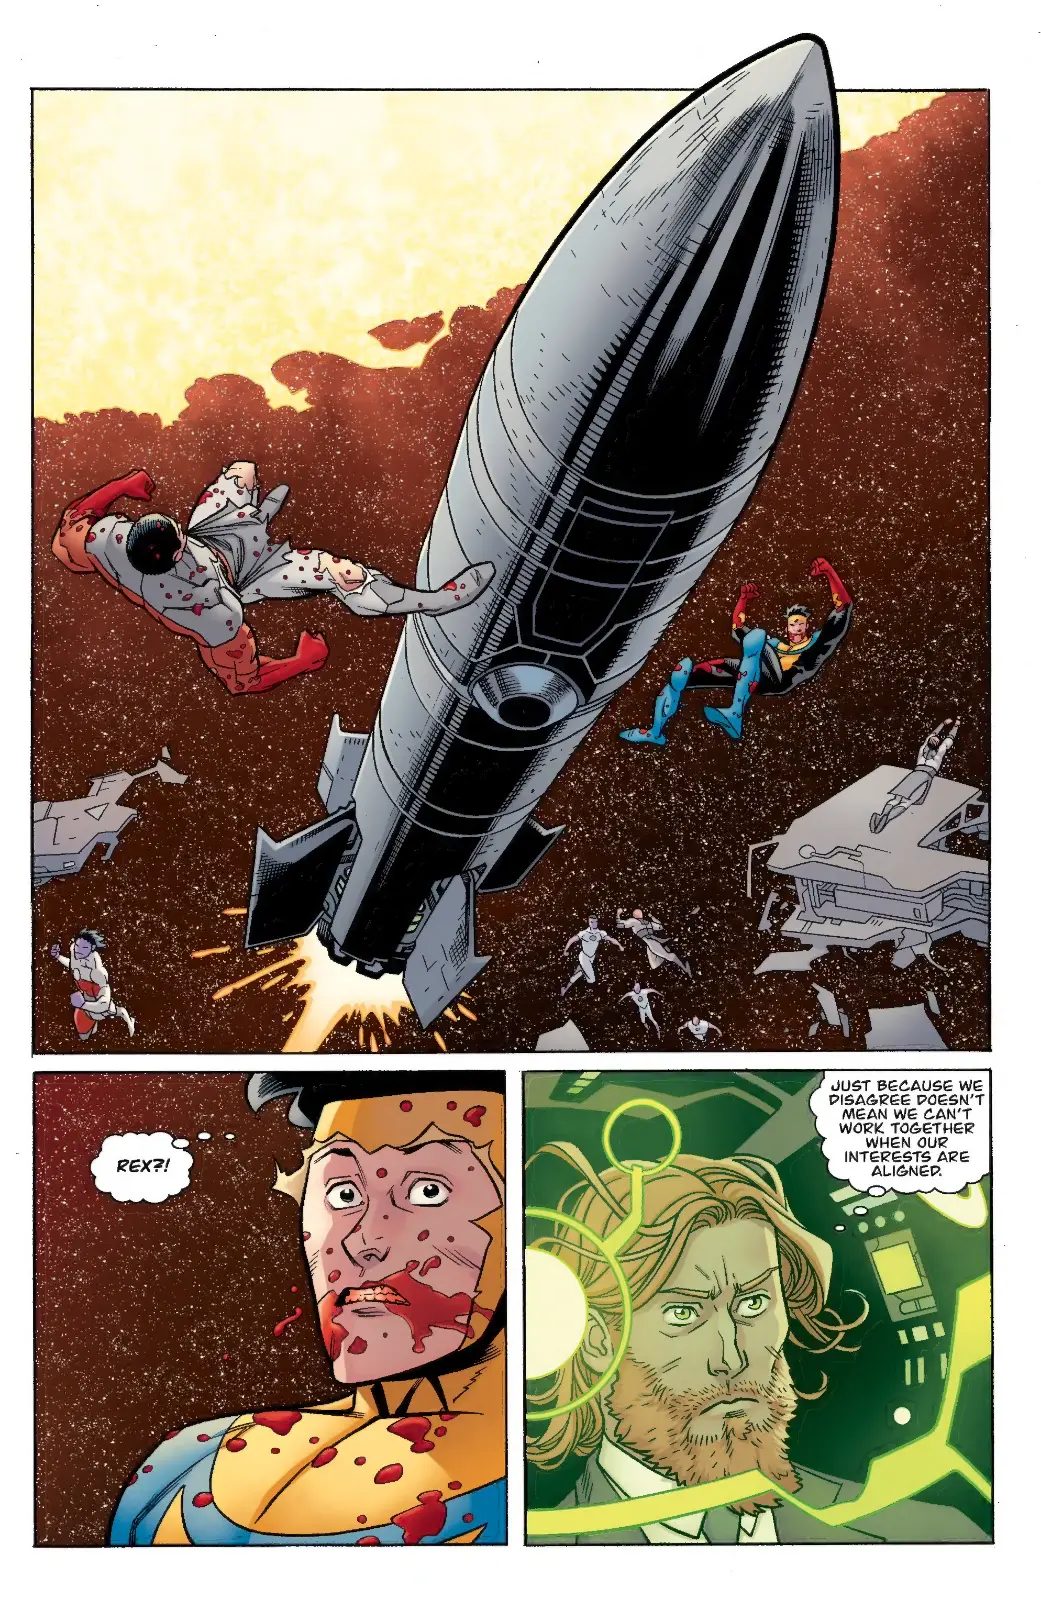 REX?!
JUST BECAUSE WE
DISAGREE DOESN'T
MEAN WE CAN'T
WORK TOGETHER
WHEN OUR
INTERESTS ARE
ALIGNED.